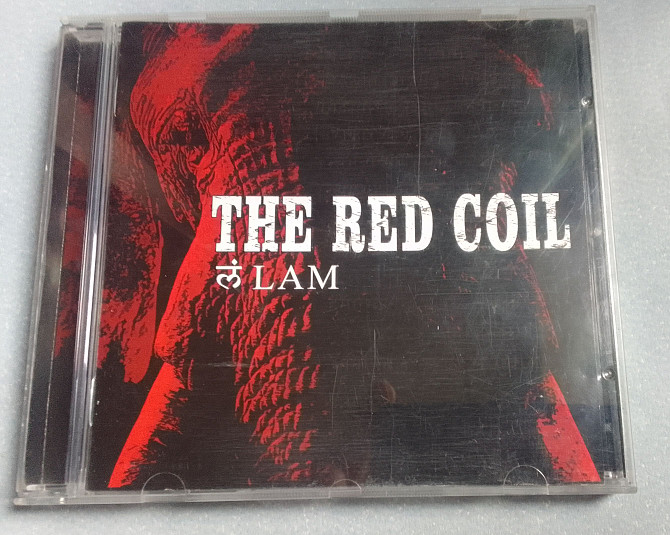 THE RED COIL
लं LAM